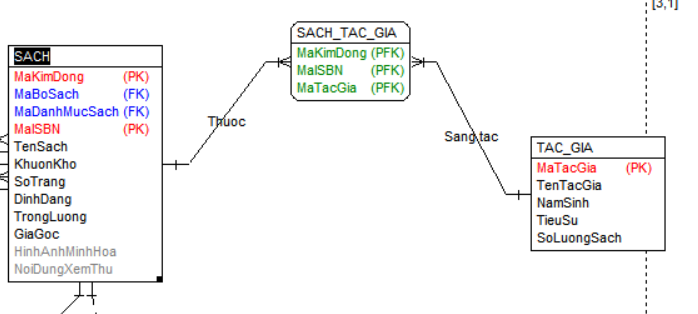 [3,1]
SACH_TAC_GIA
MaKimDong (PFK)
MaISBN (PFK)
MaTacGia (PFK)
SACH
MaKimDong (PK)
MaBoSach (FK)
MaDanhMucSach (FK)
MaISBN (PK)
TenSach
KhuonKho
SoTrang
DinhDang
TrongLuong
GiaGoc
HinhAnhMinhHoa
NoiDungXemThu
Thuoc
Sang tac
TAC_GIA
MaTacGia (PK)
TenTacGia
NamSinh
TieuSu
SoLuongSach